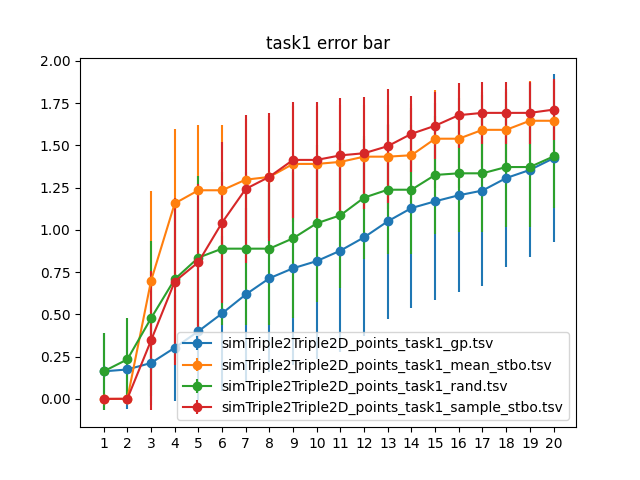 task1 error bar
2.00
1.75
1.50
1.25
1.00
0.75
0.50
0.25
0.00
simTriple2Triple2D_points_task1_gp.tsv
simTriple2Triple2D_points_task1_mean_stbo.tsv
simTriple2Triple2D_points_task1_rand.tsv
simTriple2Triple2D_points_task1_sample_stbo.tsv
1 2 3 4 5 6 7 8 9 10 11 12 13 14 15 16 17 18 19 20